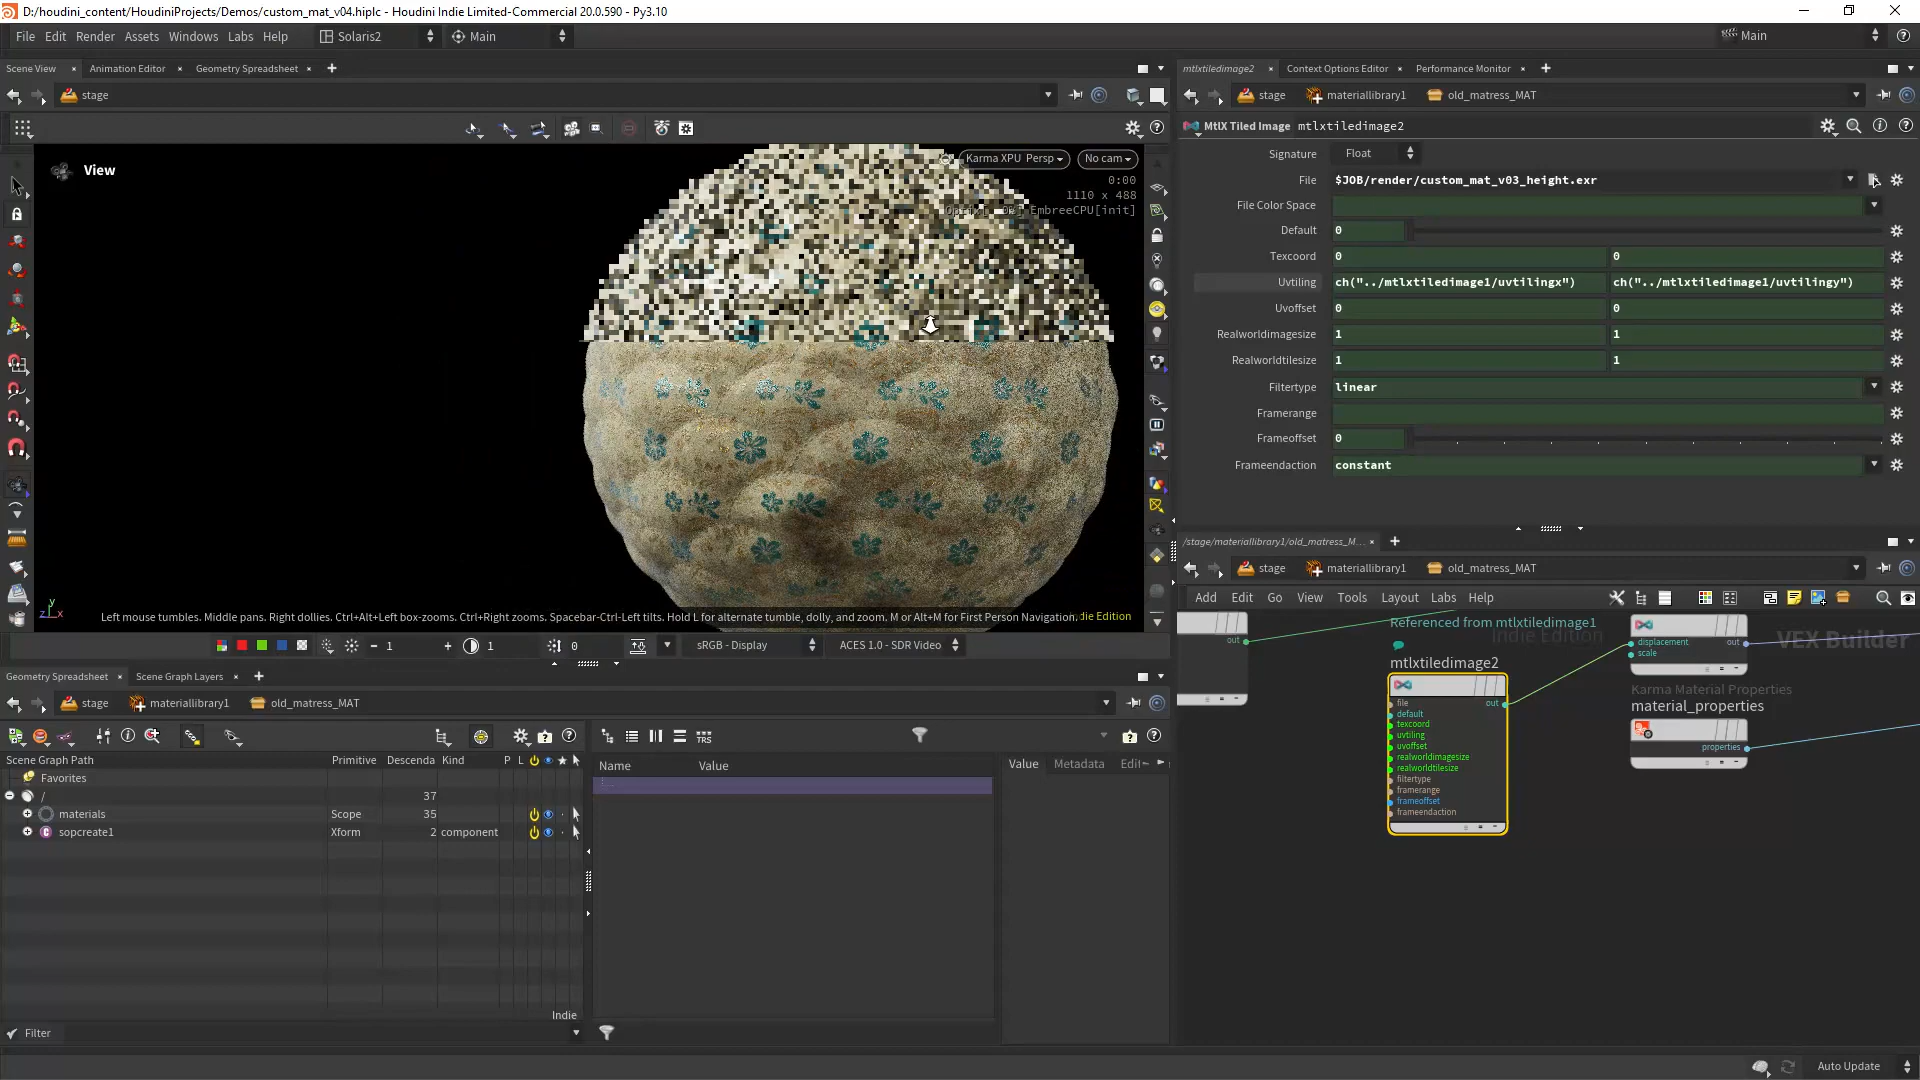 D:/houdini_content/HoudiniProjects/Demos/custom_mat_v04.hiplc - Houdini Indie Limited-Commercial 20.0.590 - Py3.10
File Edit Render Assets Windows Labs Help Solaris2 Main Main
Scene View Animation Editor Geometry Spreadsheet
stage
View
Karma XPU Persp No cam
0:00
1110 x 488
EmbreeCPU[init]
Left mouse tumbles. Middle pans. Right dollies. Ctrl+Alt+Left box-zooms. Ctrl+Right zooms. Spacebar-Ctrl-Left tilts. Hold L for alternate tumble, dolly, and zoom. M or Alt+M for First Person Navigation.
die Edition
1 1 0 sRGB - Display ACES 1.0 - SDR Video
Geometry Spreadsheet Scene Graph Layers
stage materiallibrary1 old_matress_MAT
Scene Graph Path Primitive Descenda Kind P L
Favorites
/ 37
materials Scope 35
sopcreate1 Xform 2 component
Indie
Filter
Name Value
Value Metadata Edit
mtlxtiledimage2 Context Options Editor Performance Monitor
stage materiallibrary1 old_matress_MAT
MtlX Tiled Image mtlxtiledimage2
Signature Float
File $JOB/render/custom_mat_v03_height.exr
File Color Space
Default 0
Texcoord 0 0
Uvtiling ch("../mtlxtiledimage1/uvtilingx") ch("../mtlxtiledimage1/uvtilingy")
Uvoffset 0 0
Realworldimagesize 1 1
Realworldtilesize 1 1
Filtertype linear
Framerange
Frameoffset 0
Frameendaction constant
/stage/materiallibrary1/old_matress_M...
stage materiallibrary1 old_matress_MAT
Add Edit Go View Tools Layout Labs Help
Indie Edition
VEX Builder
out
Referenced from mtlxtiledimage1
mtlxtiledimage2
file
out
default
texcoord
uvtiling
uvoffset
realworldimagesize
realworldtilesize
filtertype
framerange
frameoffset
frameendaction
displacement
out
scale
Karma Material Properties
material_properties
properties
Auto Update